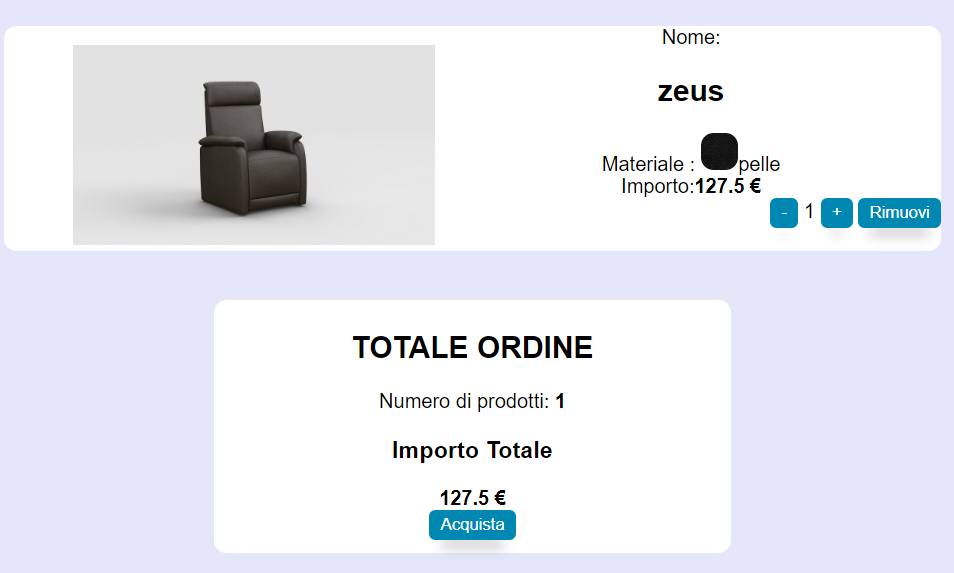 Nome:
zeus
Materiale : pelle
Importo:127.5 €
- 1 + Rimuovi
TOTALE ORDINE
Numero di prodotti: 1
Importo Totale
127.5 €
Acquista